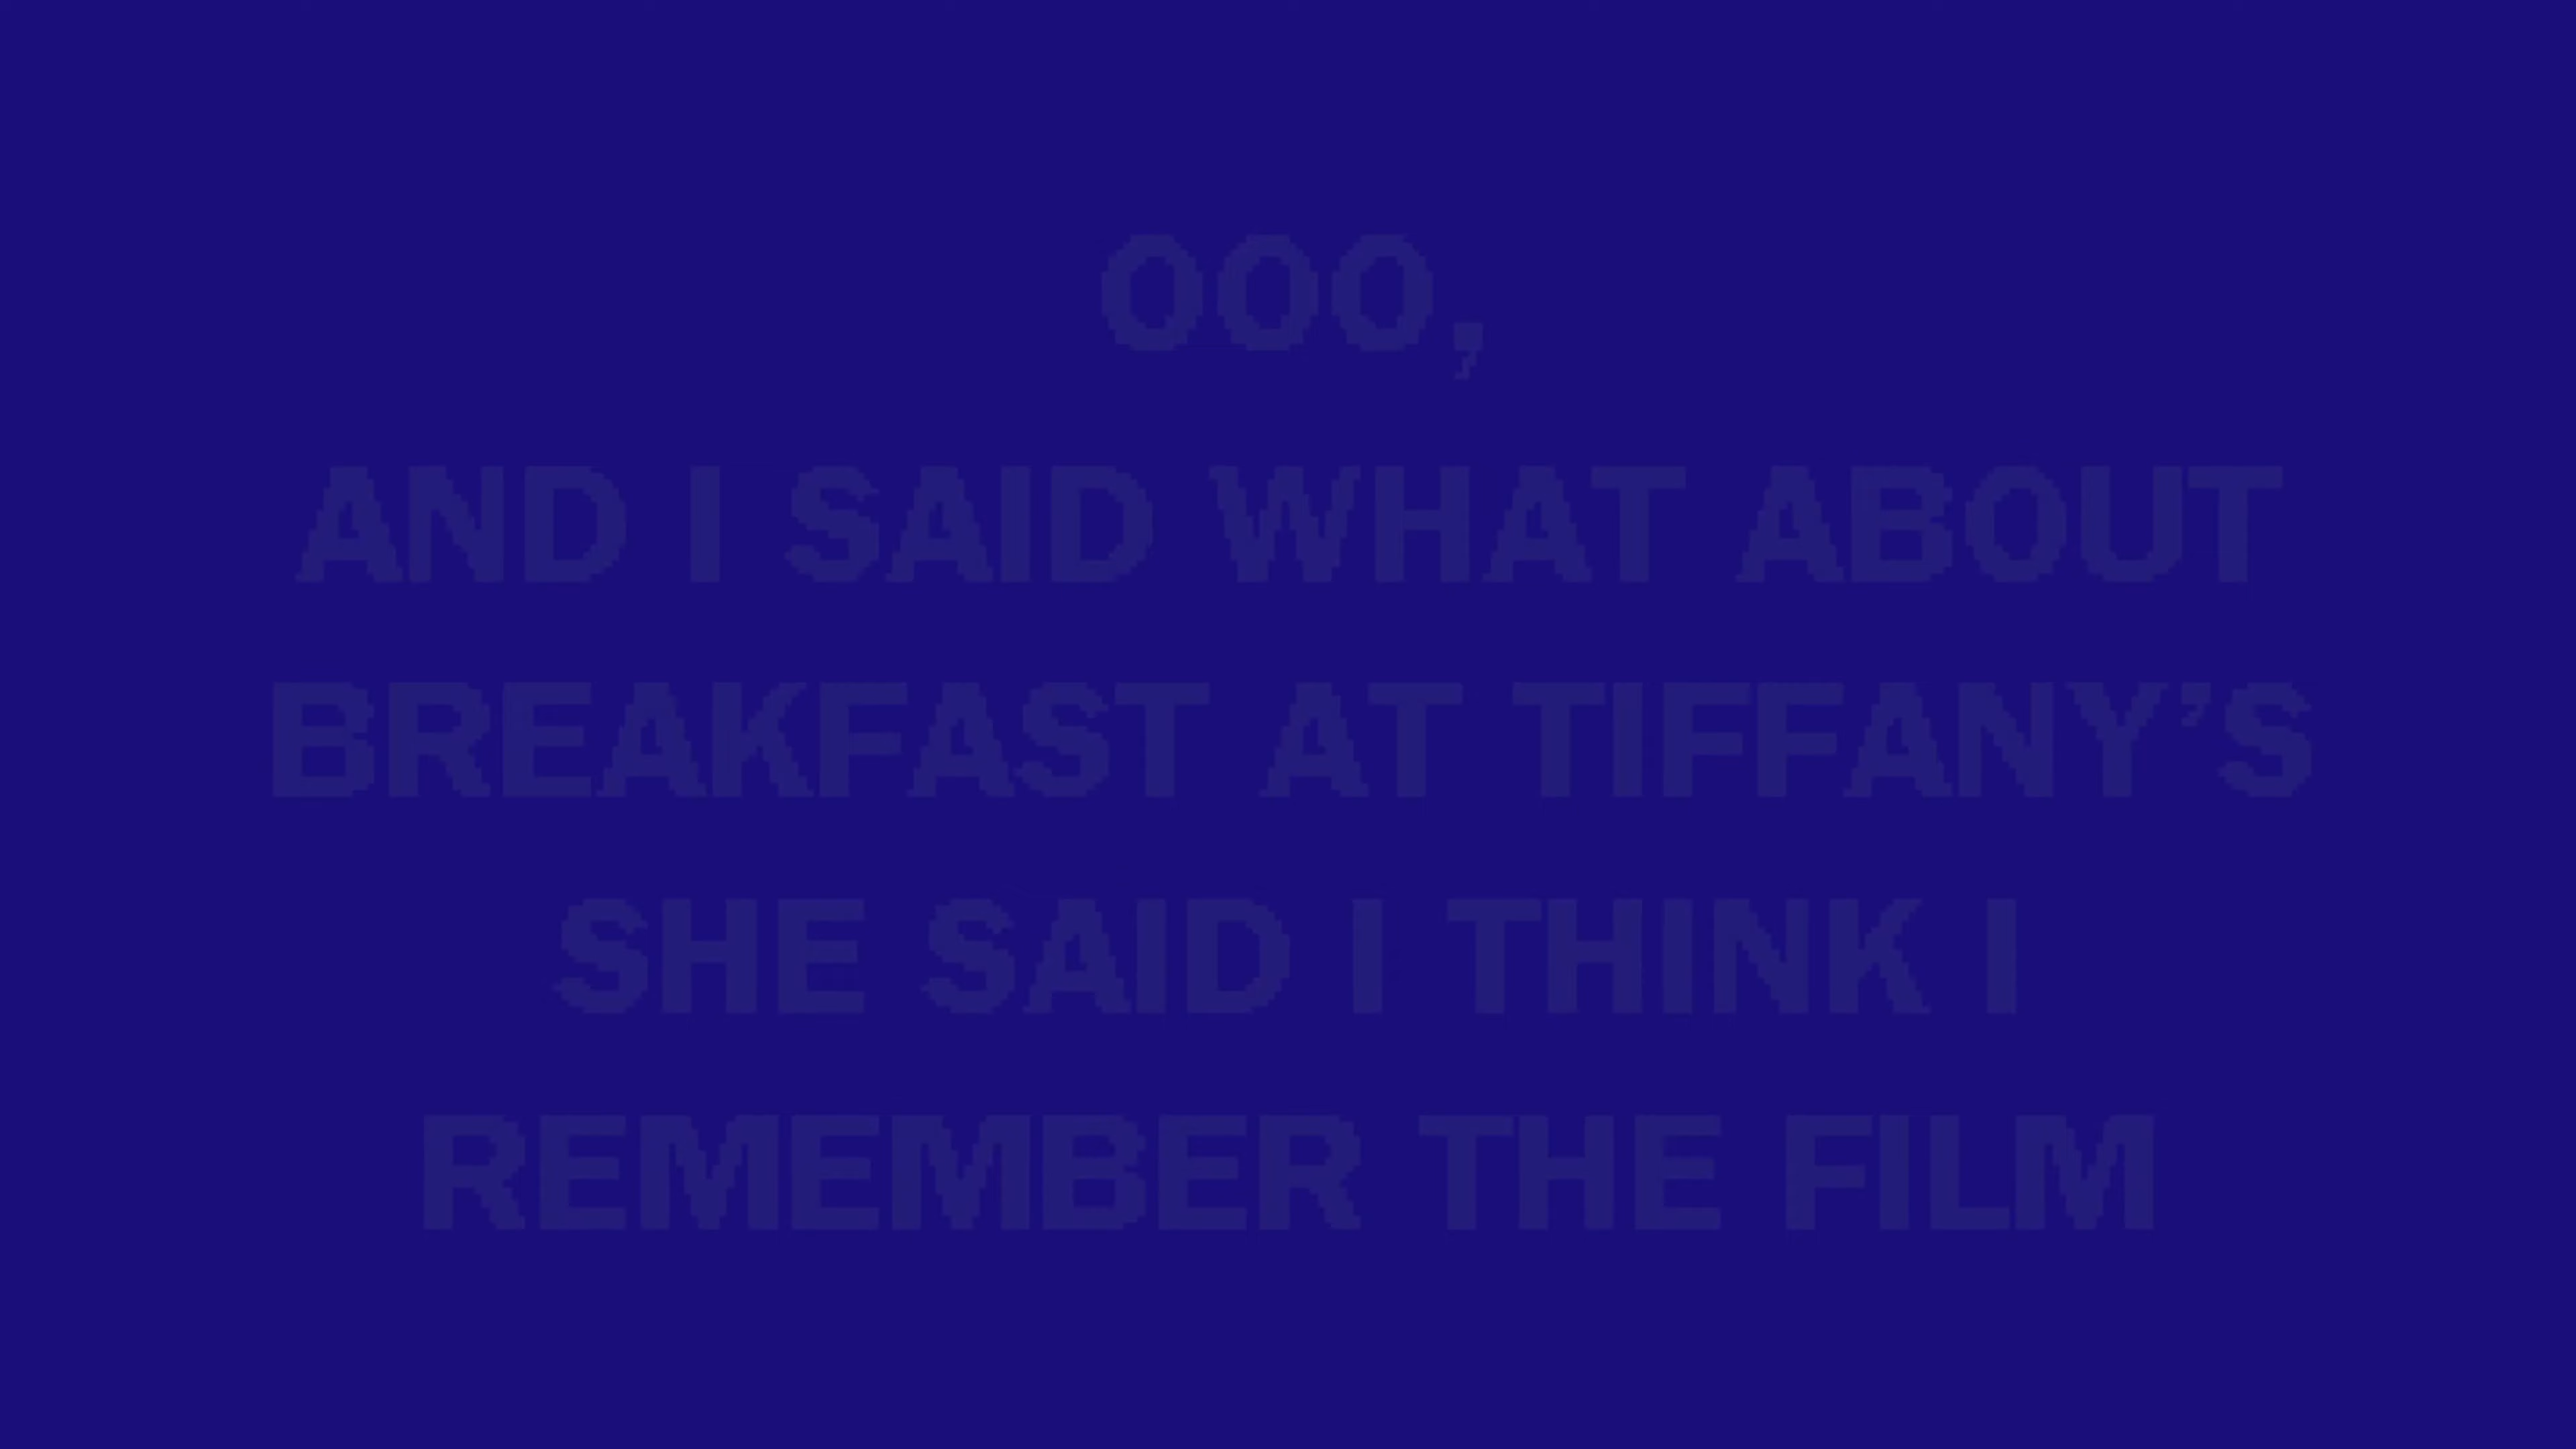 OOO,
AND I SAID WHAT ABOUT
BREAKFAST AT TIFFANY’S
SHE SAID I THINK I
REMEMBER THE FILM